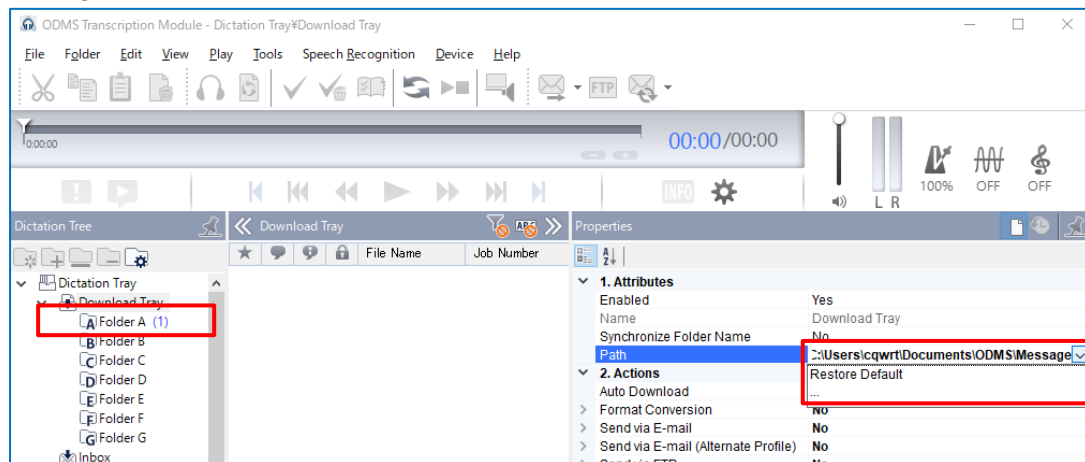 ODMS Transcription Module - Dictation Tray¥Download Tray
File Folder Edit View Play Tools Speech Recognition Device Help
FTP
0:00:00
00:00/00:00
INFO
L R
100% OFF OFF
Dictation Tree
Download Tray
Properties
File Name Job Number
Dictation Tray
Download Tray
Folder A (1)
Folder B
Folder C
Folder D
Folder E
Folder F
Folder G
Inbox
1. Attributes
Enabled Yes
Name Download Tray
Synchronize Folder Name No
Path C:\Users\cqwrt\Documents\ODMS\Message
Restore Default
...
2. Actions
Auto Download
Format Conversion No
Send via E-mail No
Send via E-mail (Alternate Profile) No
Send via FTP No